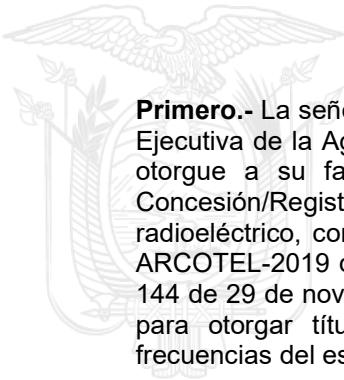 Primero.- La seño
Ejecutiva de la Ag
otorgue a su fa
Concesión/Regist
radioeléctrico, con
ARCOTEL-2019 c
144 de 29 de nov
para otorgar títu
frecuencias del es